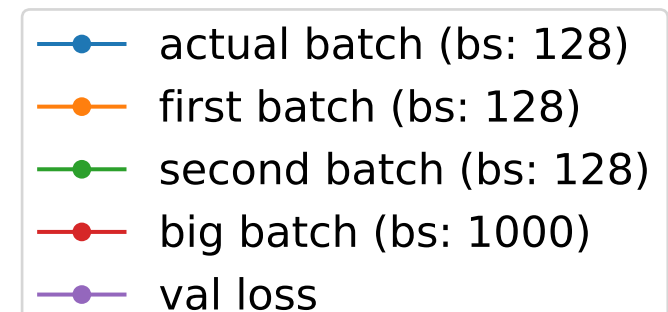 actual batch (bs: 128)
first batch (bs: 128)
second batch (bs: 128)
big batch (bs: 1000)
val loss